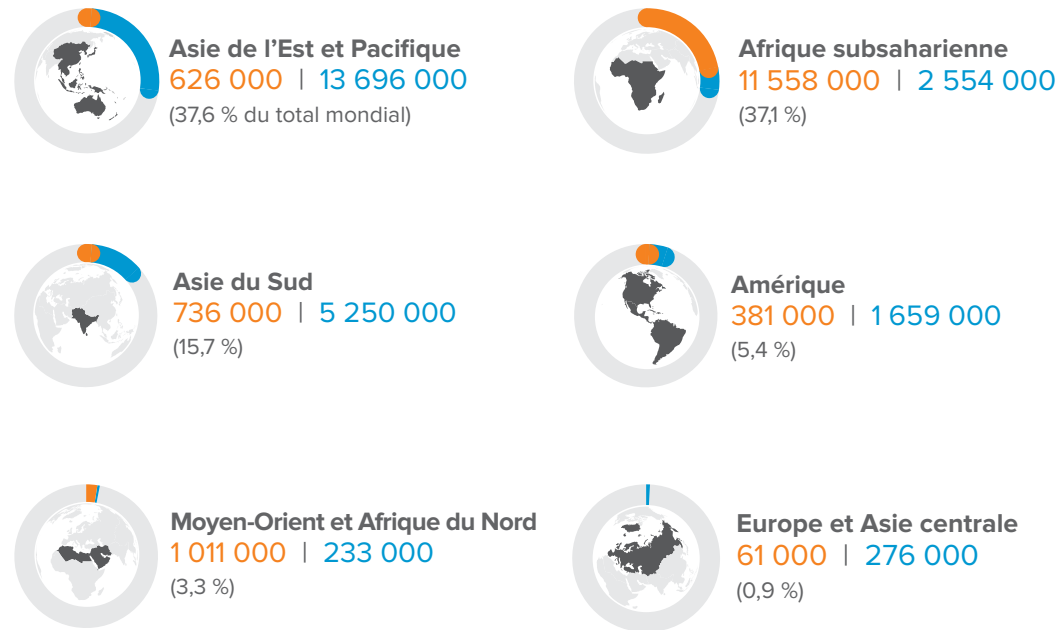 Asie de l’Est et Pacifique
626 000 | 13 696 000
(37,6 % du total mondial)
Afrique subsaharienne
11 558 000 | 2 554 000
(37,1 %)
Asie du Sud
736 000 | 5 250 000
(15,7 %)
Amérique
381 000 | 1 659 000
(5,4 %)
Moyen-Orient et Afrique du Nord
1 011 000 | 233 000
(3,3 %)
Europe et Asie centrale
61 000 | 276 000
(0,9 %)